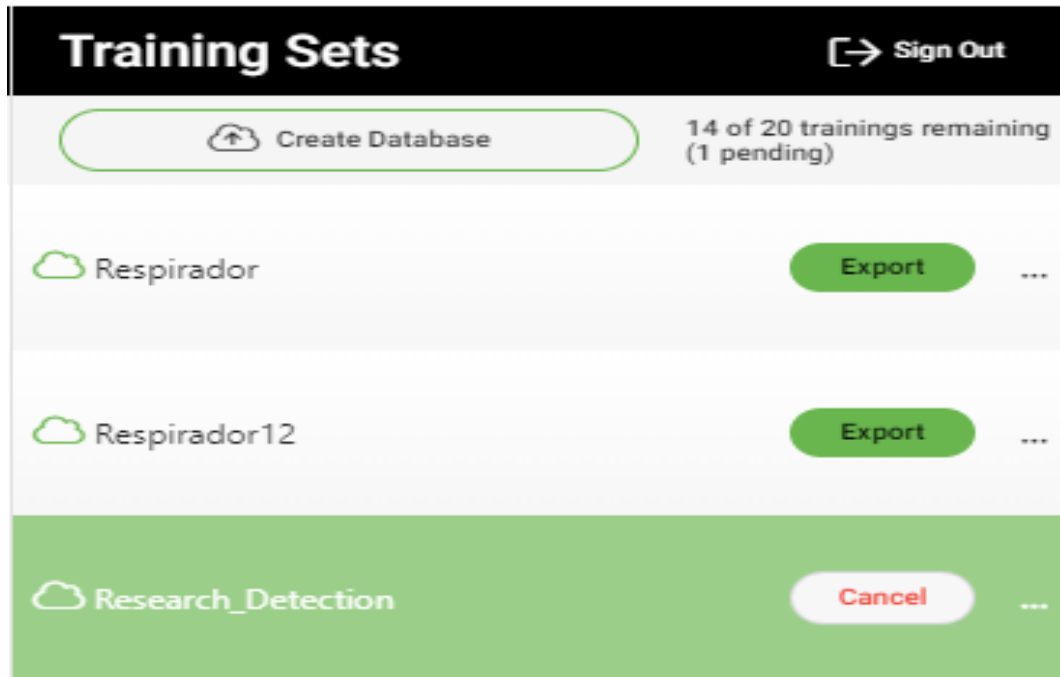 Training Sets
Sign Out
Create Database
14 of 20 trainings remaining
(1 pending)
Respirador
Export
...
Respirador12
Export
...
Research_Detection
Cancel
...